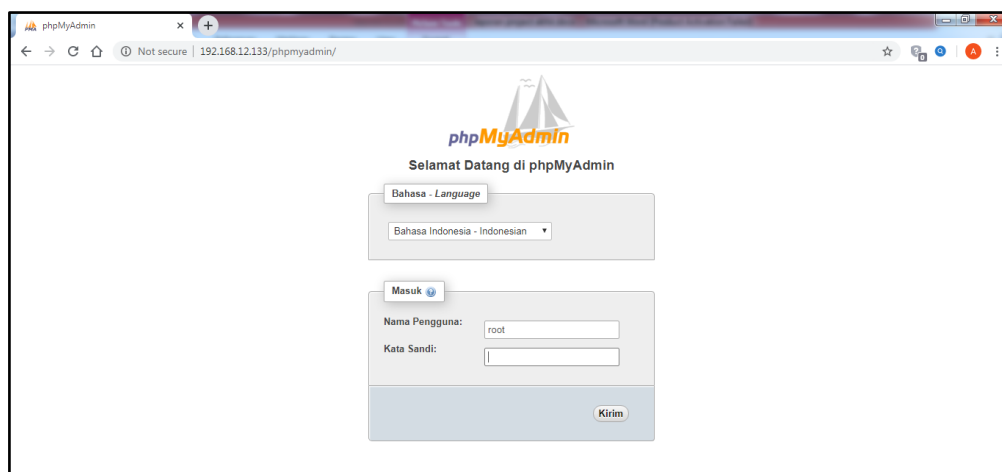 phpMyAdmin
Not secure | 192.168.12.133/phpmyadmin/
A
phpMyAdmin
Selamat Datang di phpMyAdmin
Bahasa - Language
Bahasa Indonesia - Indonesian
Masuk
Nama Pengguna:
root
Kata Sandi:
Kirim